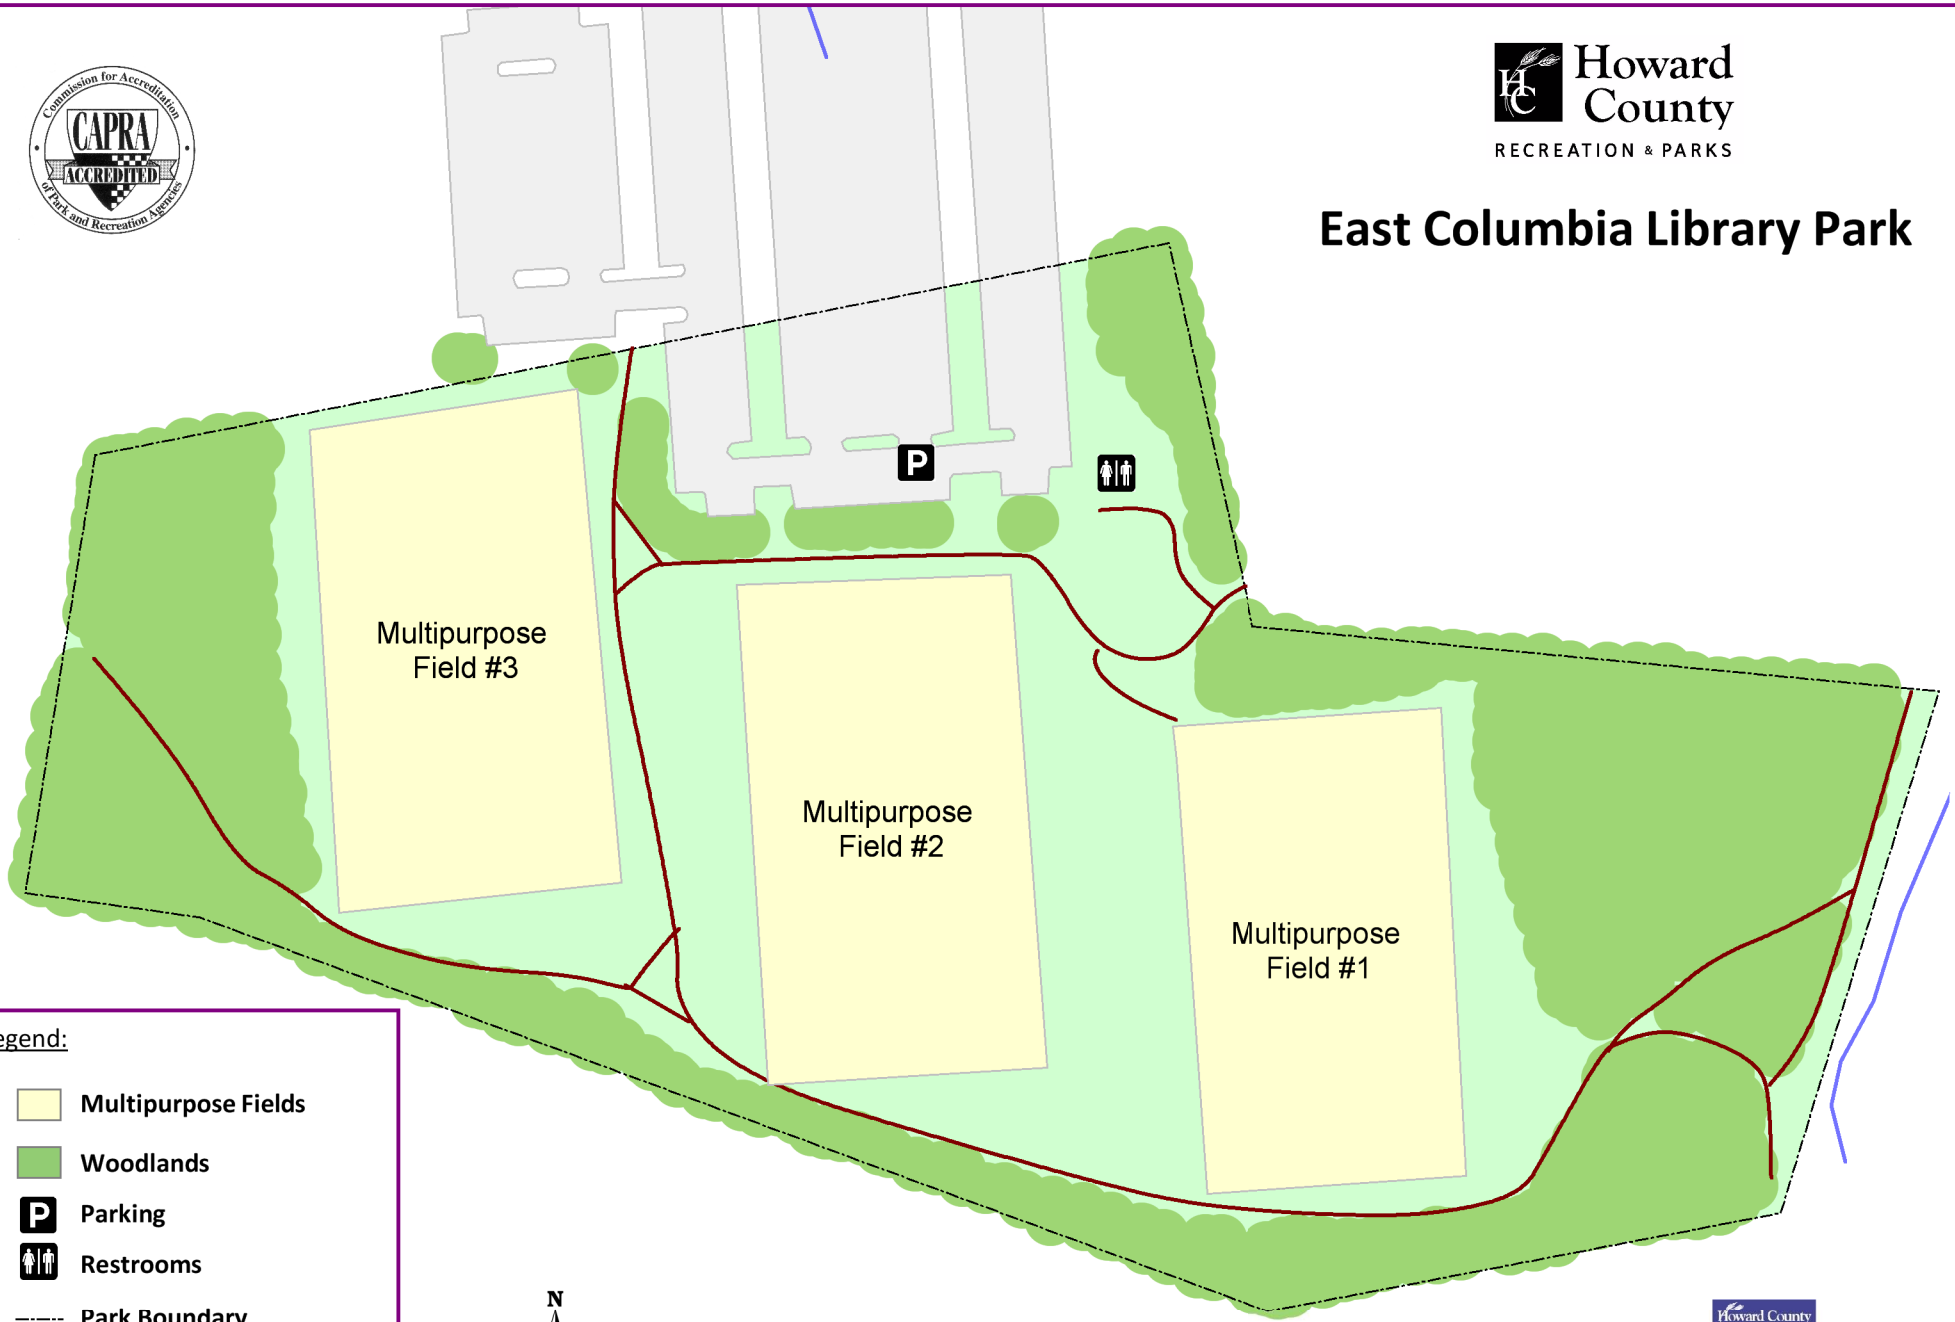 Commission for Accreditation
CAPRA
ACCREDITED
of Park and Recreation Agencies
HC
Howard
County
RECREATION & PARKS
East Columbia Library Park
P
Multipurpose
Field #3
Multipurpose
Field #2
Multipurpose
Field #1
egend:
Multipurpose Fields
Woodlands
P
Parking
Restrooms
Park Boundary
N
Howard County